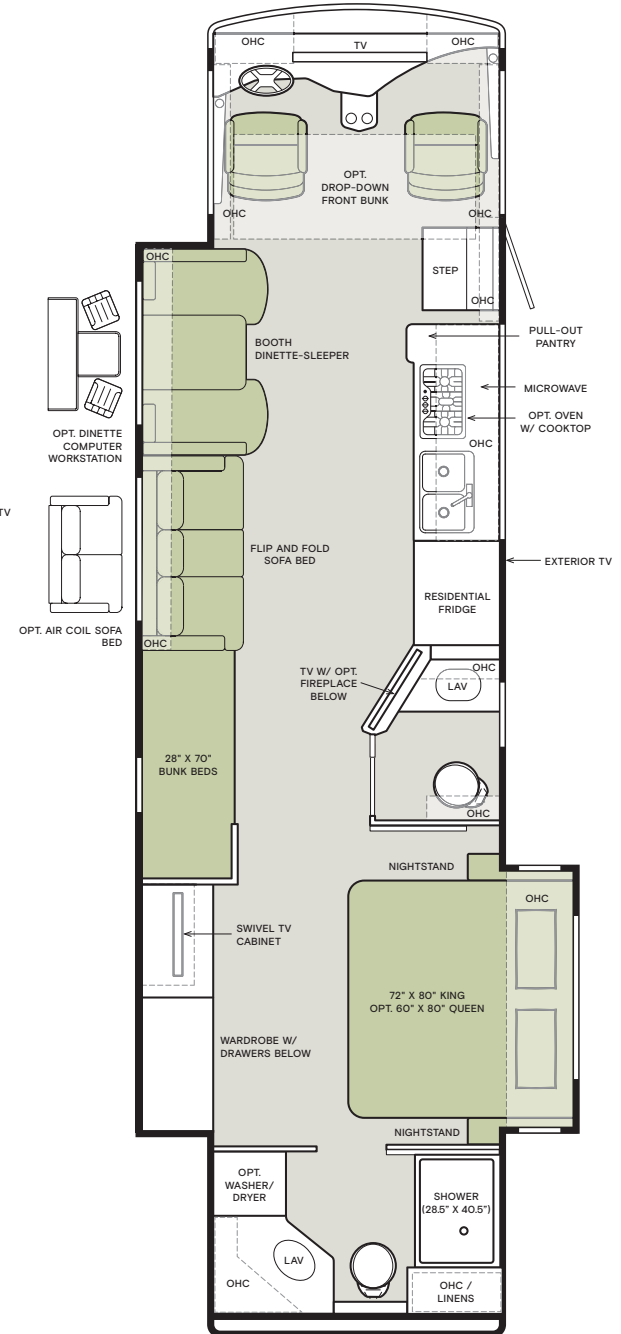 OHC
TV
OHC
OPT.
DROP-DOWN
FRONT BUNK
OHC
OHC
OHC
STEP
OHC
BOOTH
DINETTE-SLEEPER
PULL-OUT
PANTRY
MICROWAVE
OPT. OVEN
W/ COOKTOP
OHC
OPT. DINETTE
COMPUTER
WORKSTATION
TV
FLIP AND FOLD
SOFA BED
EXTERIOR TV
RESIDENTIAL
FRIDGE
OPT. AIR COIL SOFA
BED
OHC
TV W/ OPT.
FIREPLACE
BELOW
OHC
LAV
28" X 70"
BUNK BEDS
OHC
NIGHTSTAND
OHC
SWIVEL TV
CABINET
72" X 80" KING
OPT. 60" X 80" QUEEN
WARDROBE W/
DRAWERS BELOW
NIGHTSTAND
OPT.
WASHER/
DRYER
SHOWER
(28.5" X 40.5")
LAV
OHC
OHC /
LINENS